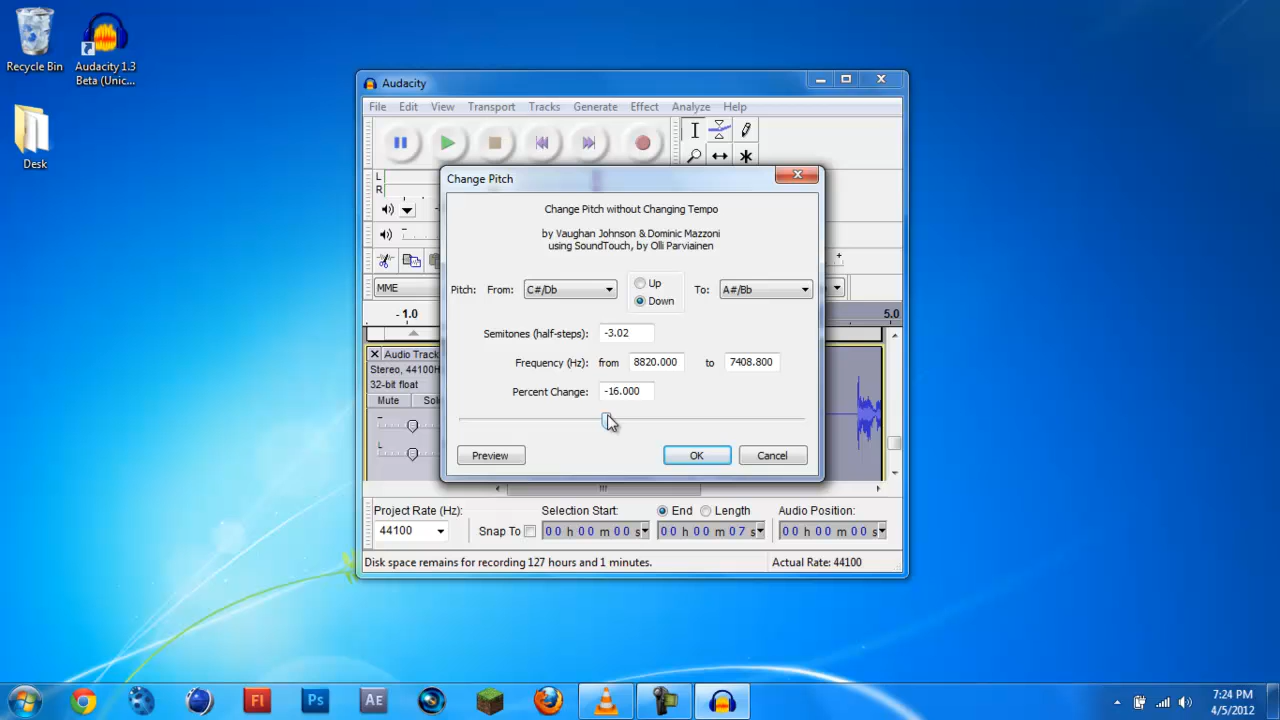 Recycle Bin
Audacity 1.3
Beta (Unic...
Desk
Audacity
File Edit View Transport Tracks Generate Effect Analyze Help
L
R
Change Pitch
Change Pitch without Changing Tempo
by Vaughan Johnson & Dominic Mazzoni
using SoundTouch, by Olli Parviainen
MME
Pitch: From: C#/Db Up Down To: A#/Bb
-1.0 5.0
Semitones (half-steps): -3.02
Audio Track
Stereo, 44100H
32-bit float
Frequency (Hz): from 8820.000 to 7408.800
Mute Sol
Percent Change: -16.000
L
Preview OK Cancel
Project Rate (Hz): Selection Start: End Length Audio Position:
44100 Snap To 00 h 00 m 00 s 00 h 00 m 07 s 00 h 00 m 00 s
Disk space remains for recording 127 hours and 1 minutes. Actual Rate: 44100
Fl Ps AE
7:24 PM
4/5/2012